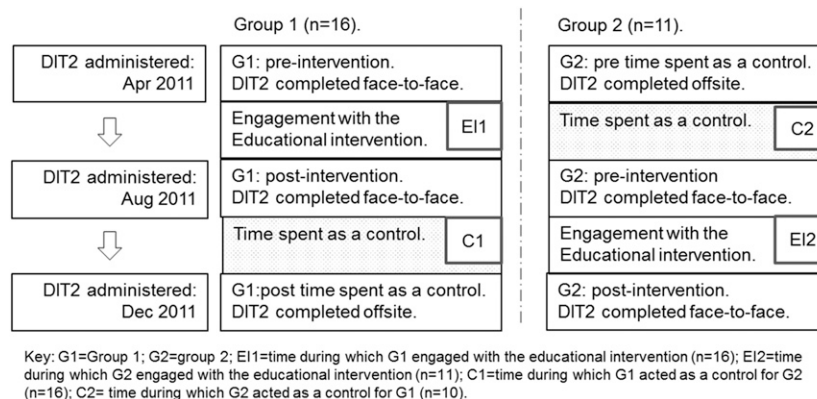 Group 1 (n=16).
Group 2 (n=11).
DIT2 administered:
Apr 2011
G1: pre-intervention.
DIT2 completed face-to-face.
G2: pre time spent as a control.
DIT2 completed offsite.
Engagement with the
Educational intervention.
EI1
Time spent as a control.
C2
DIT2 administered:
Aug 2011
G1: post-intervention.
DIT2 completed face-to-face.
G2: pre-intervention
DIT2 completed face-to-face.
Time spent as a control.
C1
Engagement with the
Educational intervention.
EI2
DIT2 administered:
Dec 2011
G1:post time spent as a control.
DIT2 completed offsite.
G2: post-intervention.
DIT2 completed face-to-face.
Key: G1=Group 1; G2=group 2; EI1=time during which G1 engaged with the educational intervention (n=16); EI2=time
during which G2 engaged with the educational intervention (n=11); C1=time during which G1 acted as a control for G2
(n=16); C2= time during which G2 acted as a control for G1 (n=10).